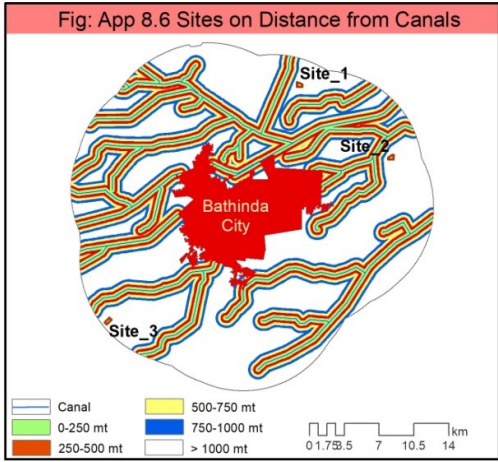 Fig: App 8.6 Sites on Distance from Canals
Site_1
Site_2
Bathinda
City
Site_3
Canal
0-250 mt
250-500 mt
500-750 mt
750-1000 mt
> 1000 mt
km
0 1.75 3.5 7 10.5 14